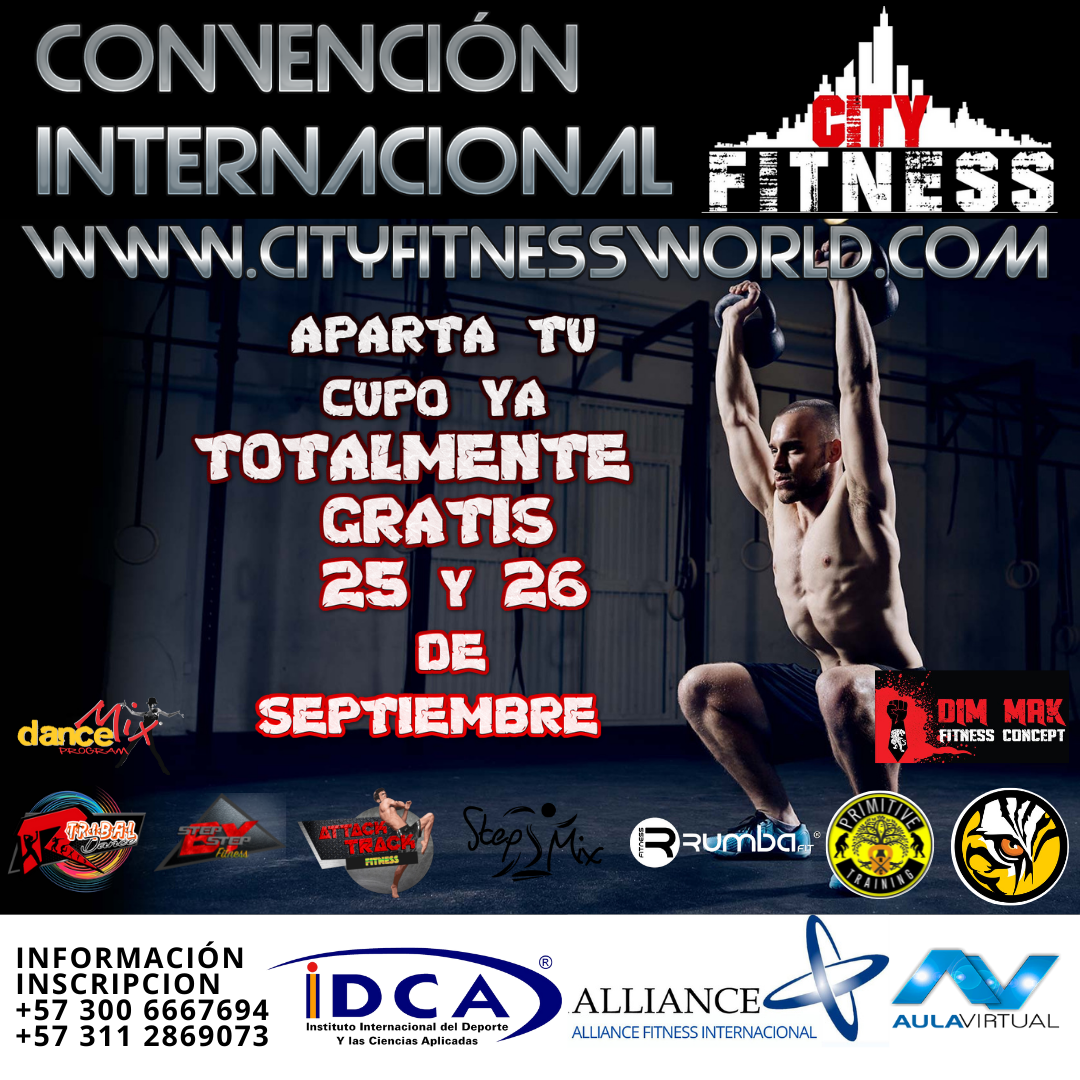 CONVENCIÓN
INTERNACIONAL
CITY
FITNESS
WWW.CITYFITNESSWORLD.COM
APARTA TU
CUPO YA
TOTALMENTE
GRATIS
25 Y 26
DE
SEPTIEMBRE
dance Mix
PROGRAM
DIM MAK
FITNESS CONCEPT
TRIBAL
Dance
STEP BY STEP
Fitness
ATTACK
TRACK
FITNESS
Step Mix
FITNESS R RUMBA FIT ®
PRIMITIVE
TRAINING
INFORMACIÓN
INSCRIPCION
+57 300 6667694
+57 311 2869073
iDCA ®
Instituto Internacional del Deporte
Y las Ciencias Aplicadas
ALLIANCE
ALLIANCE FITNESS INTERNACIONAL
AV
AULAVIRTUAL